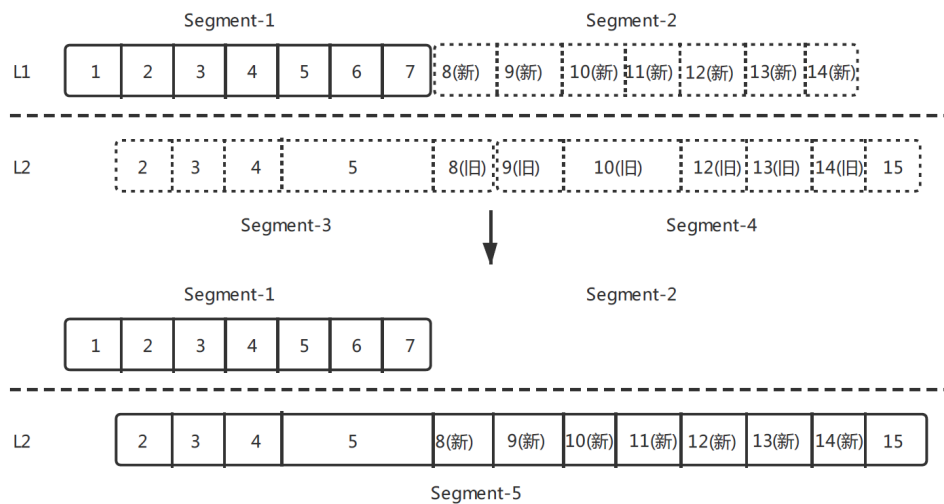 Segment-1 Segment-2
L1 1 2 3 4 5 6 7 8(新) 9(新) 10(新) 11(新) 12(新) 13(新) 14(新)
L2 2 3 4 5 8(旧) 9(旧) 10(旧) 12(旧) 13(旧) 14(旧) 15
Segment-3 Segment-4
Segment-1 Segment-2
1 2 3 4 5 6 7
L2 2 3 4 5 8(新) 9(新) 10(新) 11(新) 12(新) 13(新) 14(新) 15
Segment-5